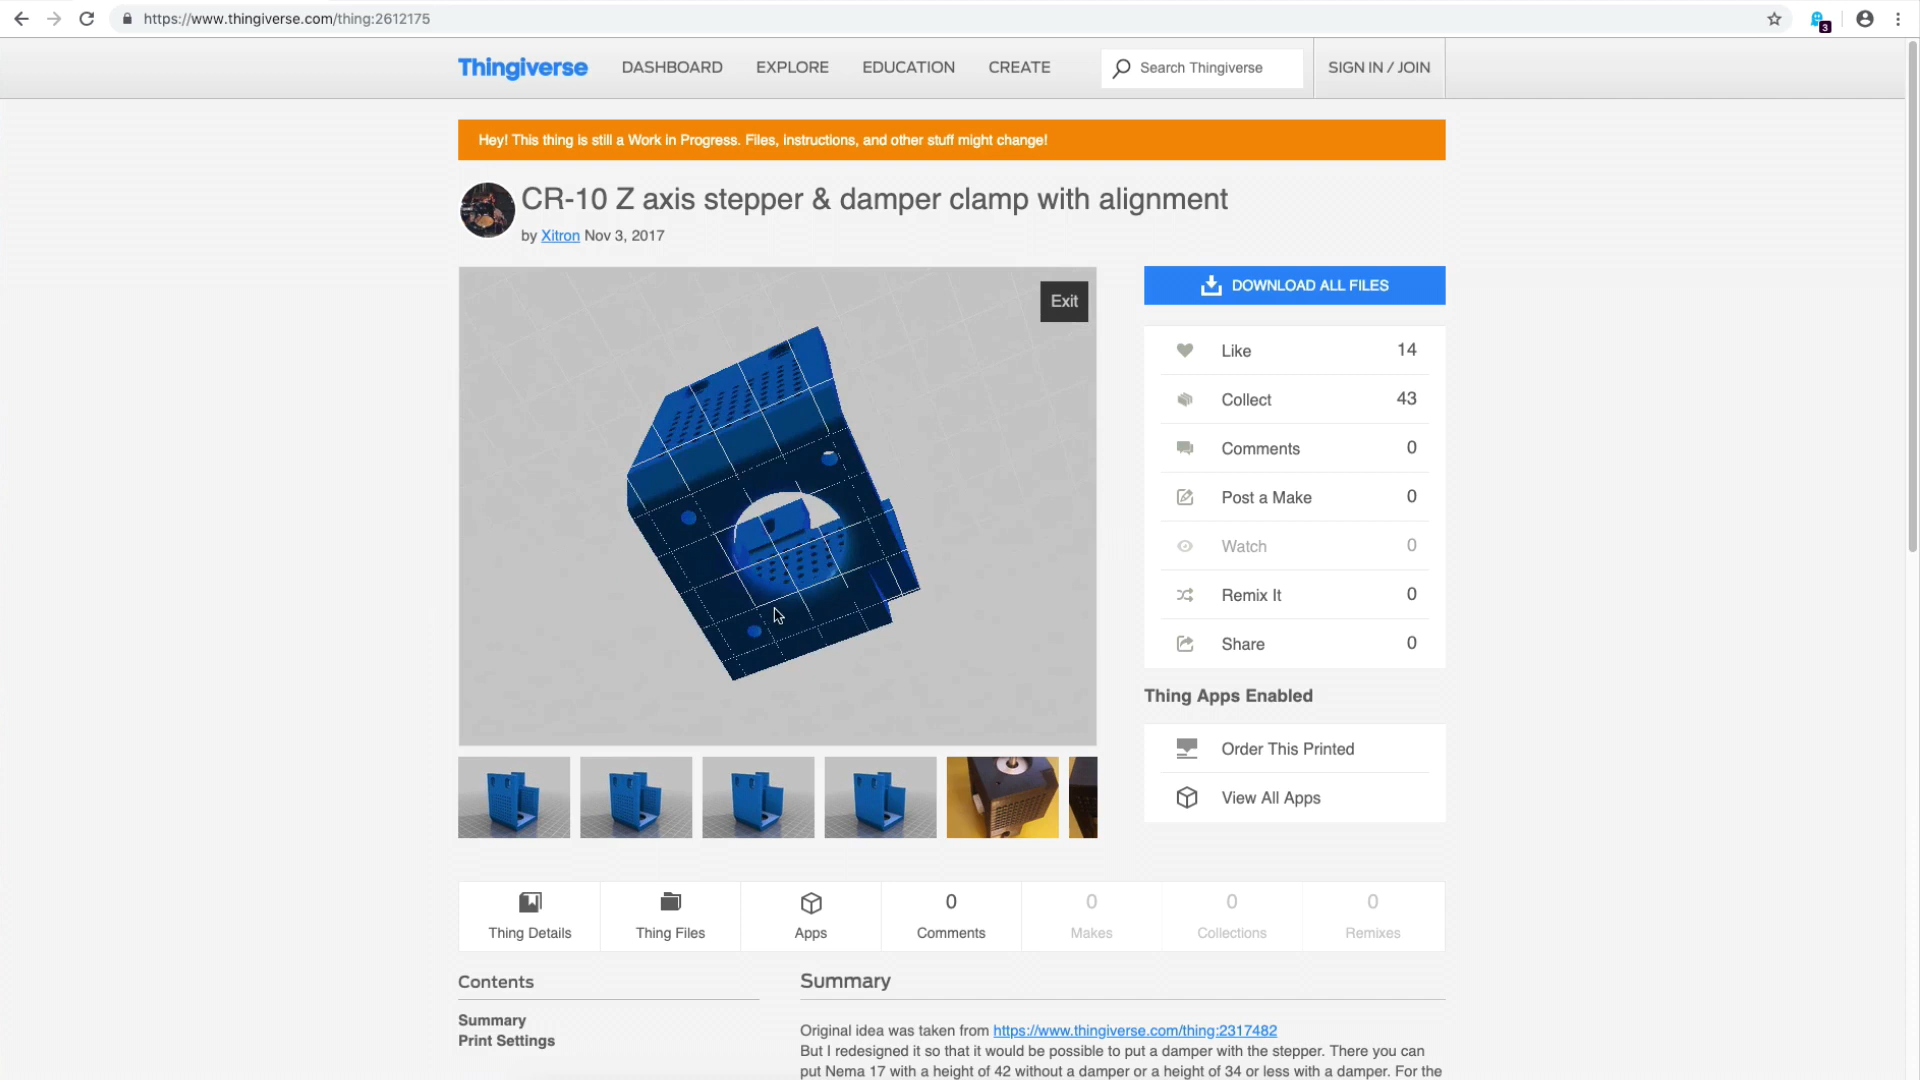 https://www.thingiverse.com/thing:2612175
3
Thingiverse
DASHBOARD
EXPLORE
EDUCATION
CREATE
Search Thingiverse
SIGN IN / JOIN
Hey! This thing is still a Work in Progress. Files, instructions, and other stuff might change!
CR-10 Z axis stepper & damper clamp with alignment
by Xitron Nov 3, 2017
Exit
DOWNLOAD ALL FILES
Like 14
Collect 43
Comments 0
Post a Make 0
Watch 0
Remix It 0
Share 0
Thing Apps Enabled
Order This Printed
View All Apps
Thing Details
Thing Files
Apps
0
Comments
0
Makes
0
Collections
0
Remixes
Contents
Summary
Print Settings
Summary
Original idea was taken from https://www.thingiverse.com/thing:2317482
But I redesigned it so that it would be possible to put a damper with the stepper. There you can
put Nema 17 with a height of 42 without a damper or a height of 34 or less with a damper. For the